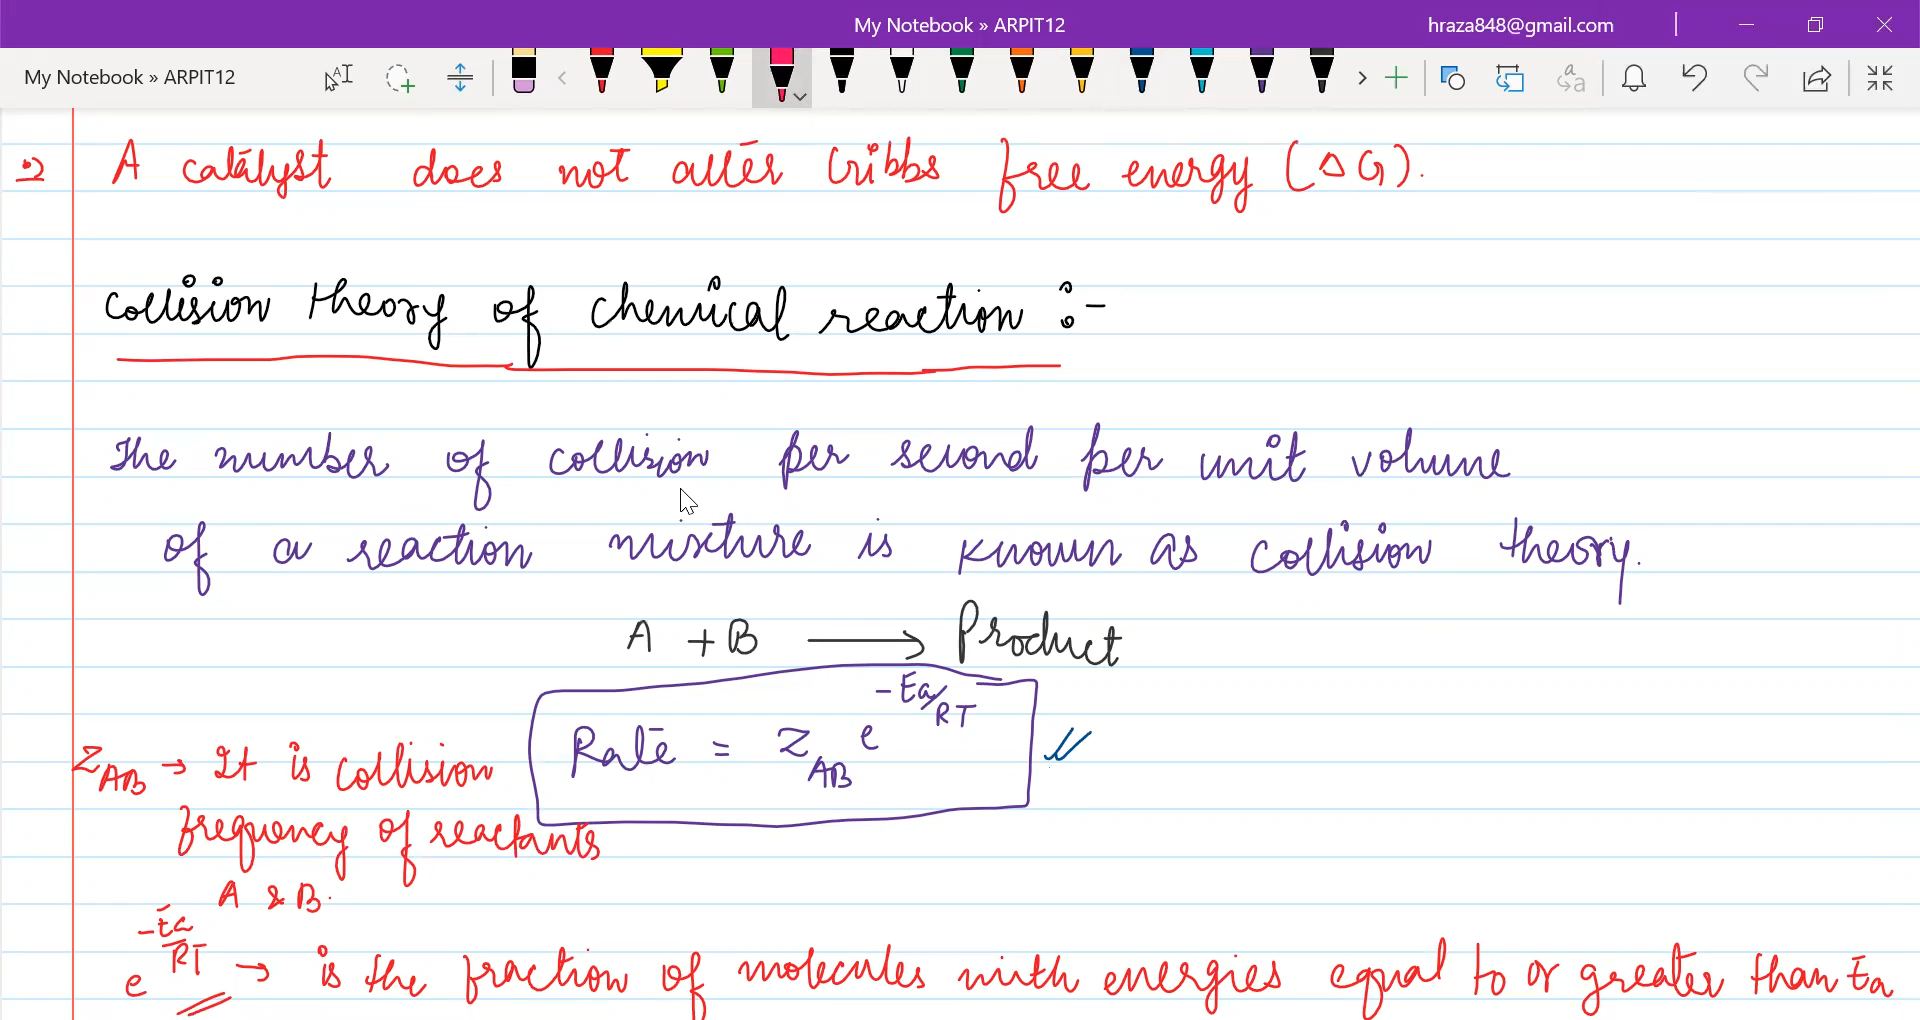 My Notebook » ARPIT12
hraza848@gmail.com
My Notebook » ARPIT12
2 A catalyst does not alter Gibbs free energy (ΔG).
Collision theory of chemical reaction :-
The number of collision per second per unit volume
of a reaction mixture is known as collision theory.
A + B → Product
Rate = Z_AB e^-Ea/RT
Z_AB → It is collision
frequency of reactants
A & B.
e^-Ea/RT → is the fraction of molecules with energies equal to or greater than Ea